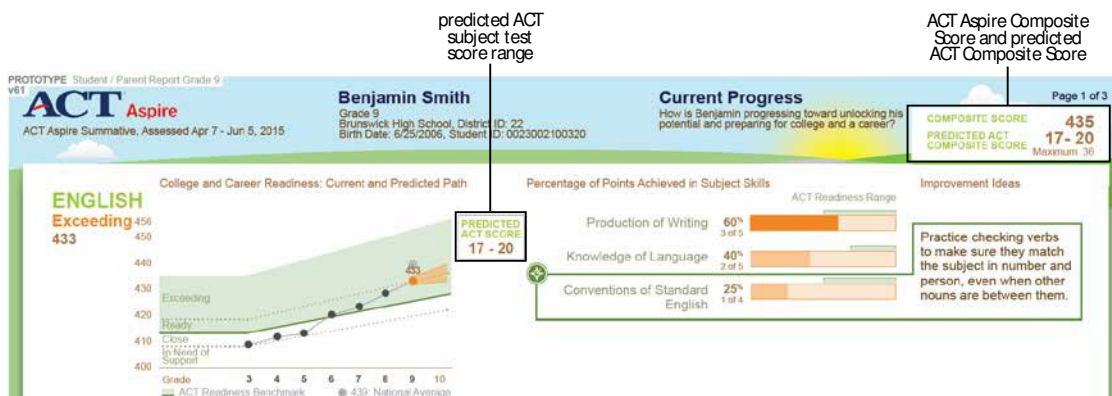 predicted ACT
subject test
score range
ACT Aspire Composite
Score and predicted
ACT Composite Score
PROTOTYPE Student / Parent Report Grade 9
v61
ACT Aspire
ACT Aspire Summative, Assessed Apr 7 - Jun 5, 2015
Benjamin Smith
Grade 9
Brunswick High School, District ID: 22
Birth Date: 6/25/2006, Student ID: 0023002100320
Current Progress
How is Benjamin progressing toward unlocking his
potential and preparing for college and a career?
Page 1 of 3
COMPOSITE SCORE 435
PREDICTED ACT
COMPOSITE SCORE 17- 20
Maximum 36
ENGLISH
Exceeding
433
College and Career Readiness: Current and Predicted Path
456
450
440
430
420
410
400
Exceeding
Ready
Close
In Need of
Support
433
Grade 3 4 5 6 7 8 9 10
ACT Readiness Benchmark 439: National Average
PREDICTED
ACT SCORE
17 - 20
Percentage of Points Achieved in Subject Skills
ACT Readiness Range
Production of Writing 60%
3 of 5
Knowledge of Language 40%
2 of 5
Conventions of Standard
English
25%
1 of 4
Improvement Ideas
Practice checking verbs
to make sure they match
the subject in number and
person, even when other
nouns are between them.